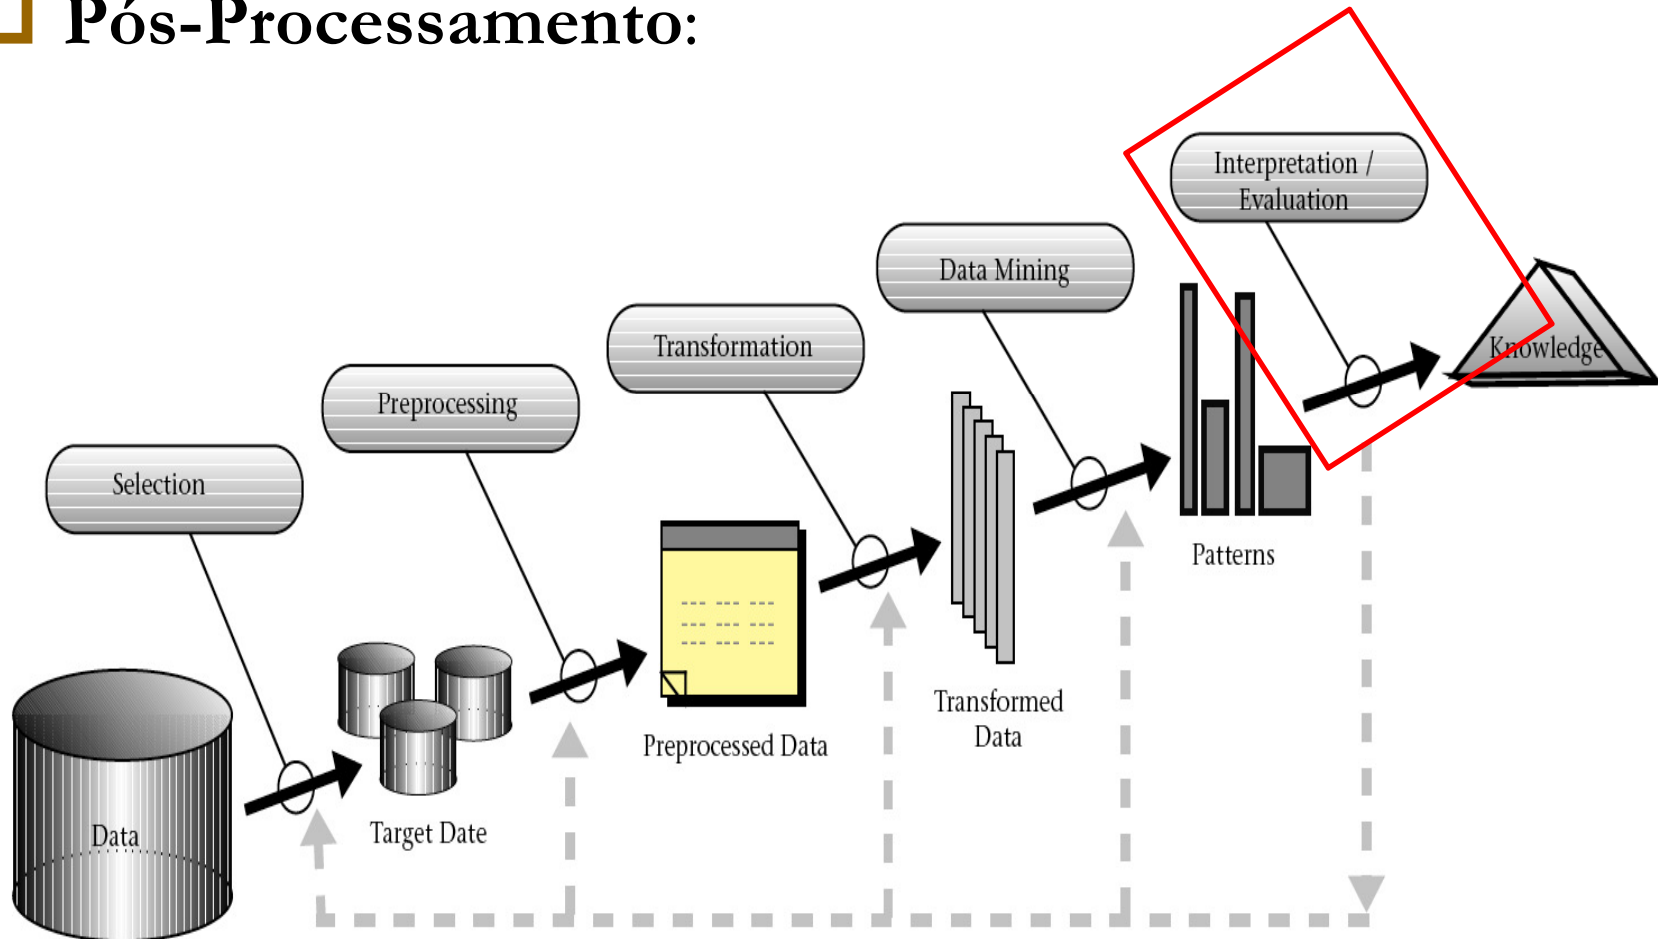 Pós-Processamento:
Interpretation /
Evaluation
Data Mining
Transformation
Knowledge
Preprocessing
Selection
Patterns
Transformed
Data
Preprocessed Data
Target Date
Data